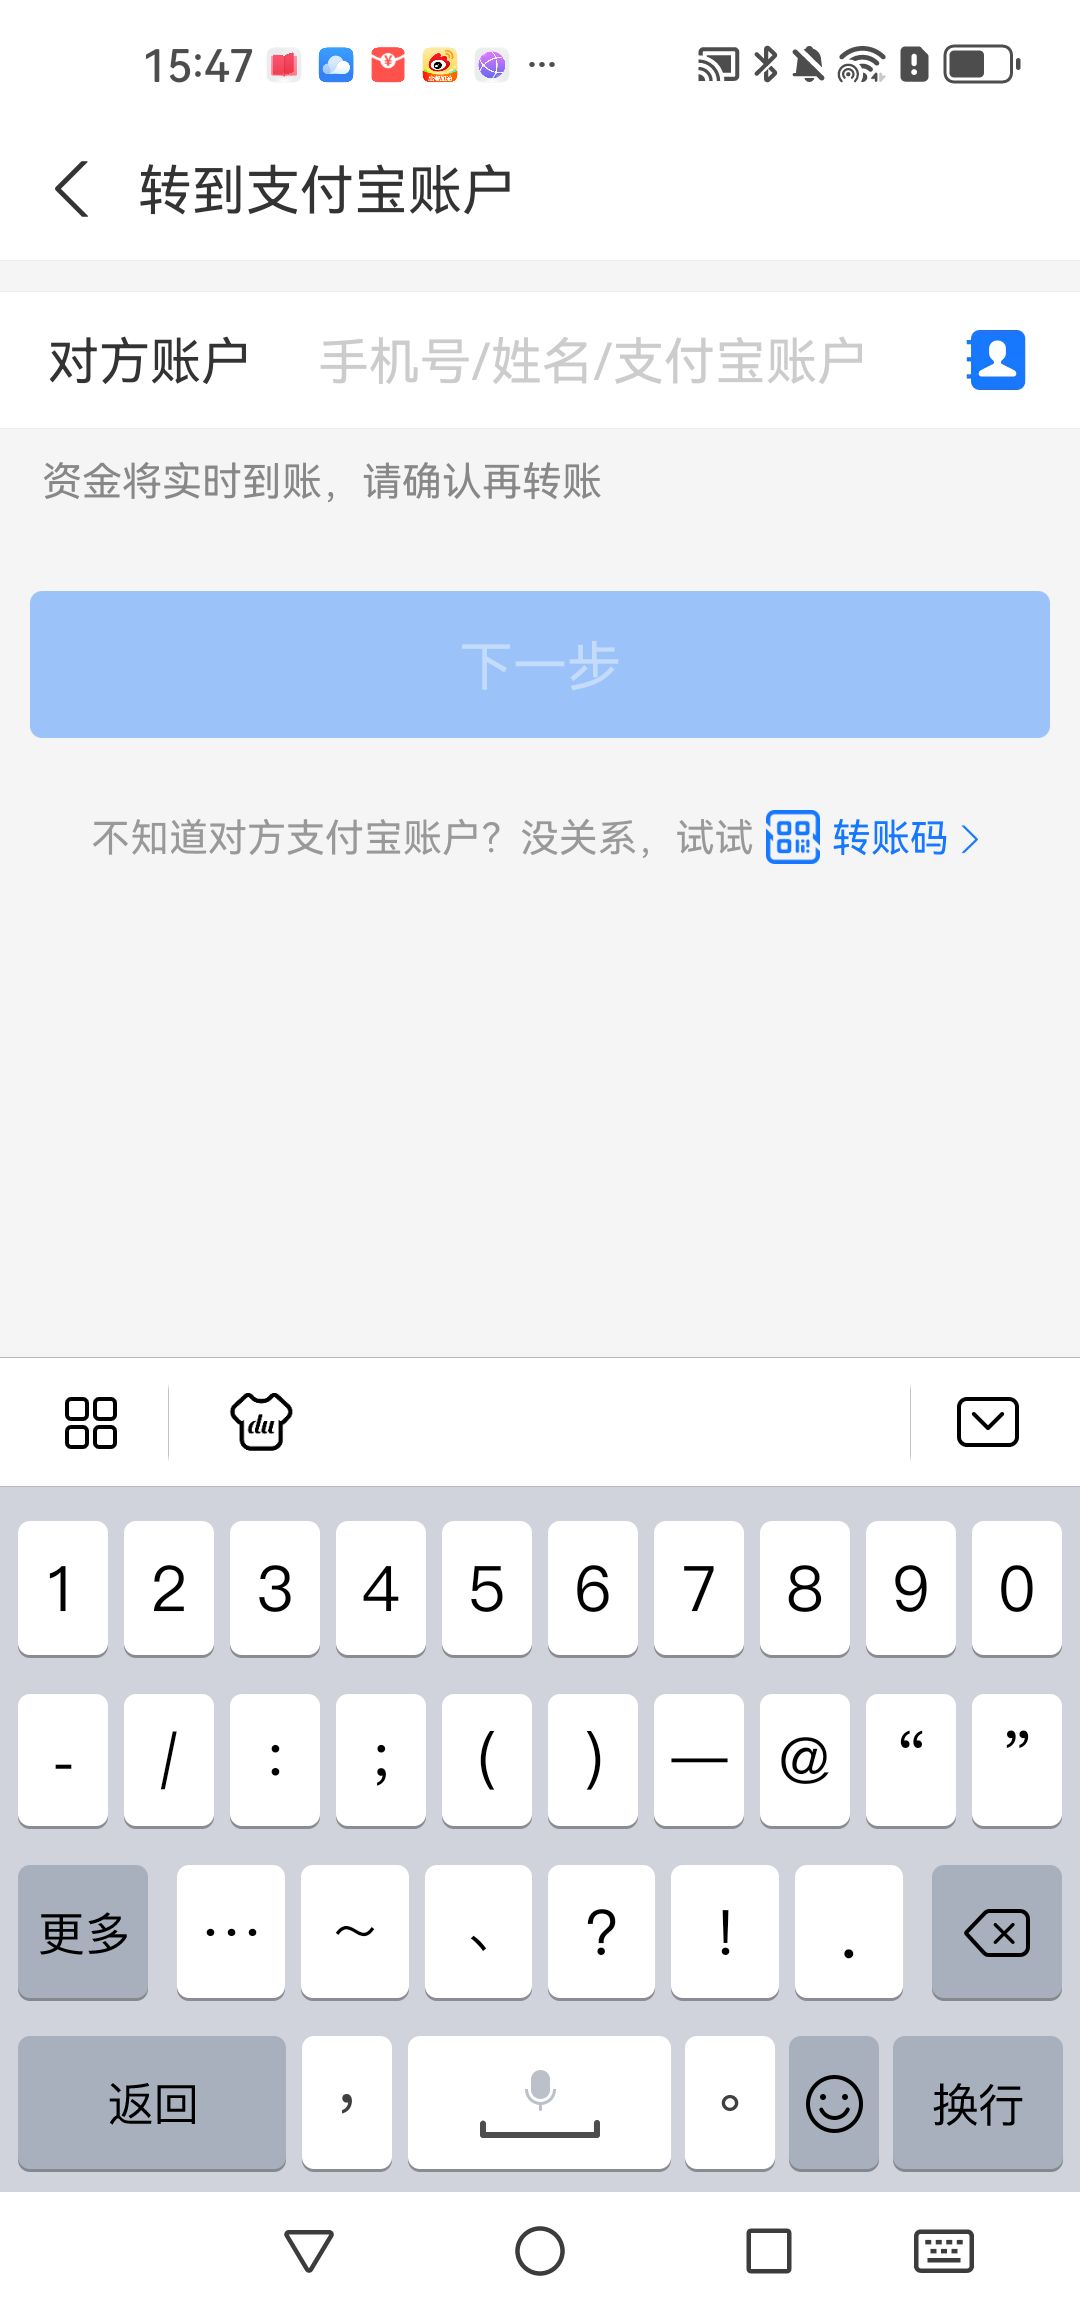 15:47
转到支付宝账户
对方账户 手机号/姓名/支付宝账户
资金将实时到账，请确认再转账
下一步
不知道对方支付宝账户？没关系，试试 转账码
du
1 2 3 4 5 6 7 8 9 0
- / : ; ( ) — @ “ ”
更多 … ~ 、 ? ! .
返回 ， 。 换行